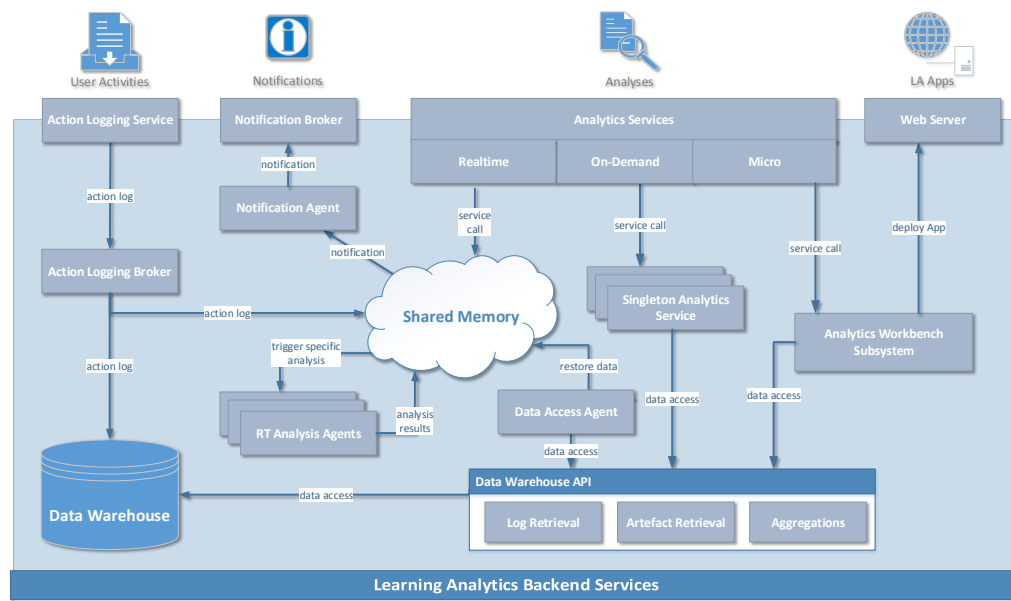 User Activities
Notifications
Analyses
LA Apps
Action Logging Service
Notification Broker
Analytics Services
Web Server
Realtime
On-Demand
Micro
notification
action log
Notification Agent
service
call
service call
deploy App
notification
service call
Action Logging Broker
Singleton Analytics
Service
action log
Shared Memory
Analytics Workbench
Subsystem
trigger specific
analysis
action log
restore data
data access
data access
analysis
results
Data Access Agent
RT Analysis Agents
data access
Data Warehouse API
data access
Data Warehouse
Log Retrieval
Artefact Retrieval
Aggregations
Learning Analytics Backend Services